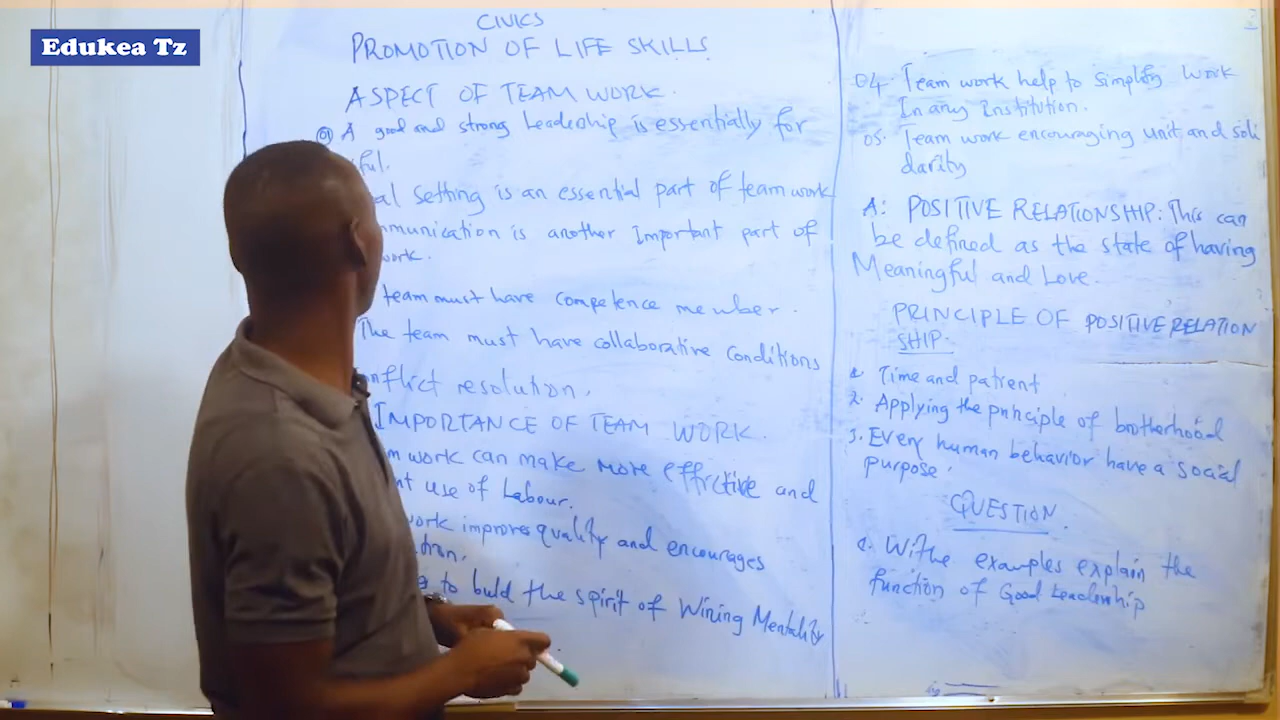 Edukea Tz
CIVICS
PROMOTION OF LIFE SKILLS
ASPECT OF TEAM WORK.
01 A good and strong Leadership is essentially for
ful.
al Setting is an essential part of team work
mmunication is another Important part of
work.
team must have competence member.
The team must have collaborative conditions
onflict resolution.
IMPORTANCE OF TEAM WORK.
m work can make more effective and
nt use of Labour.
work improves quality and encourages
to buld the spirit of Wining Mentality
04. Team work help to simplify work
In any Institution.
05. Team work encouraging unit and soli
darity
A: POSITIVE RELATIONSHIP: This can
be defined as the state of having
Meaningful and Love.
PRINCIPLE OF POSITIVE RELATION
SHIP.
1. Time and patient
2. Applying the principle of brotherhood
3. Every human behavior have a social
purpose.
QUESTION.
Withe examples explain the
function of Good Leadership